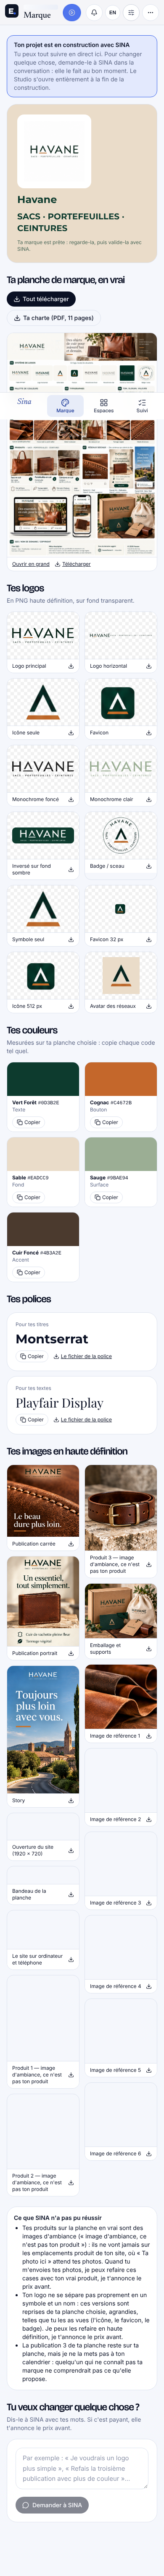 E.
Marque
EN
Ton projet est en construction avec SINA
Tu peux tout suivre en direct ici. Pour changer
quelque chose, demande-le à SINA dans la
conversation : elle le fait au bon moment. Le
Studio s'ouvre entièrement à la fin de la
construction.
HAVANE
Havane
SACS · PORTEFEUILLES ·
CEINTURES
Ta marque est prête : regarde-la, puis valide-la avec
SINA.
Ta planche de marque, en vrai
Tout télécharger
Ta charte (PDF, 11 pages)
HAVANE
Sina
Marque
Espaces
Suivi
Ouvrir en grand
Télécharger
Tes logos
En PNG haute définition, sur fond transparent.
HAVANE
HAVANE
Logo principal
Logo horizontal
Icône seule
Favicon
HAVANE
HAVANE
Monochrome foncé
Monochrome clair
HAVANE
Inversé sur fond
sombre
Badge / sceau
Symbole seul
Favicon 32 px
Icône 512 px
Avatar des réseaux
Tes couleurs
Mesurées sur ta planche choisie : copie chaque code
tel quel.
Texte
Copier
Bouton
Copier
Fond
Copier
Surface
Copier
Accent
Copier
Tes polices
Pour tes titres
Montserrat
Copier
Le fichier de la police
Pour tes textes
Playfair Display
Copier
Le fichier de la police
Tes images en haute définition
HAVANE
Le beau
dure plus loin.
Publication carrée
Produit 3 — image
d'ambiance, ce n'est
pas ton produit
HAVANE
Un essentiel,
tout simplement.
Publication portrait
Emballage et
supports
HAVANE
Toujours
plus loin
avec vous.
Story
Image de référence 1
Image de référence 2
Ouverture du site
(1920 × 720)
Bandeau de la
planche
Image de référence 3
Le site sur ordinateur
et téléphone
Image de référence 4
Produit 1 — image
d'ambiance, ce n'est
pas ton produit
Image de référence 5
Produit 2 — image
d'ambiance, ce n'est
pas ton produit
Image de référence 6
Ce que SINA n'a pas pu réussir
Tes produits sur la planche en vrai sont des
images d'ambiance (« image d'ambiance, ce
n'est pas ton produit ») : ils ne vont jamais sur
les emplacements produit de ton site, où « Ta
photo ici » attend tes photos. Quand tu
m'envoies tes photos, je peux refaire ces
cases avec ton vrai produit, je t'annonce le
prix avant.
Ton logo ne se sépare pas proprement en un
symbole et un nom : ces versions sont
reprises de ta planche choisie, agrandies,
telles que tu les as vues (l'icône, le favicon, le
badge). Je peux les refaire en haute
définition, je t'annonce le prix avant.
La publication 3 de la planche reste sur ta
planche, mais je ne la mets pas à ton
calendrier : quelqu'un qui ne connaît pas ta
marque ne comprendrait pas ce qu'elle
propose.
Tu veux changer quelque chose ?
Dis-le à SINA avec tes mots. Si c'est payant, elle
t'annonce le prix avant.
Par exemple : « Je voudrais un logo
plus simple », « Refais la troisième
publication avec plus de couleur »…
Demander à SINA